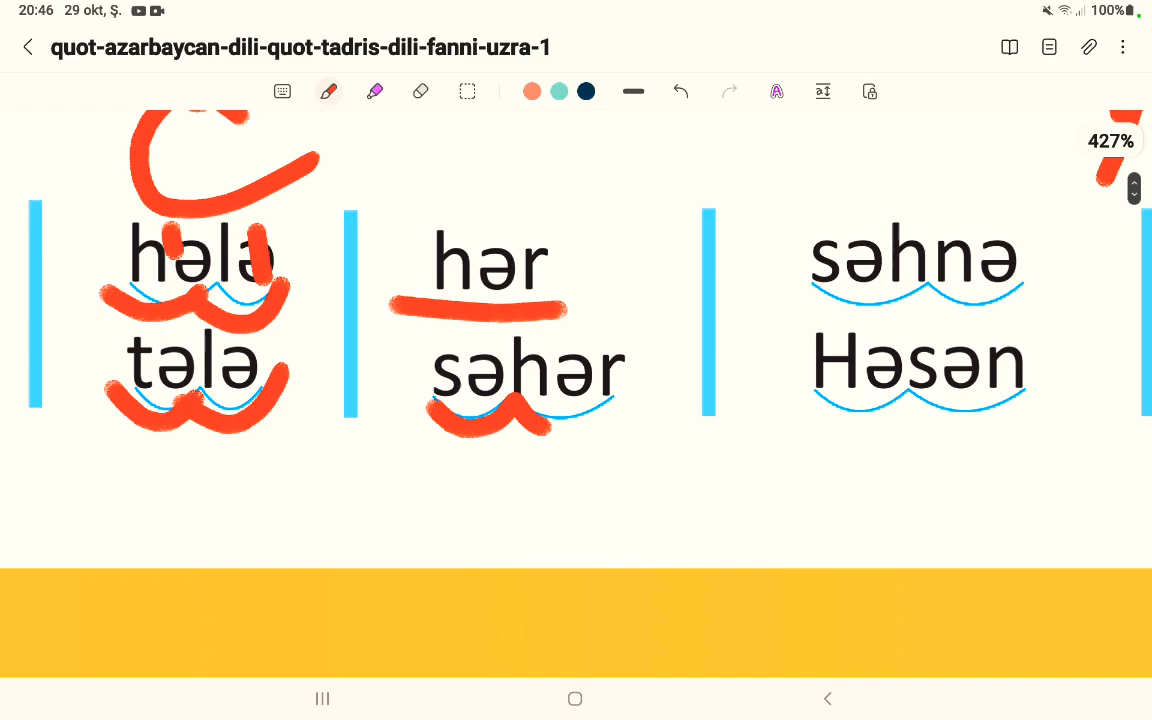 20:46 29 okt, Ş. 100%
quot-azarbaycan-dili-quot-tadris-dili-fanni-uzra-1
427%
hələ
tələ
hər
səhər
səhnə
Həsən